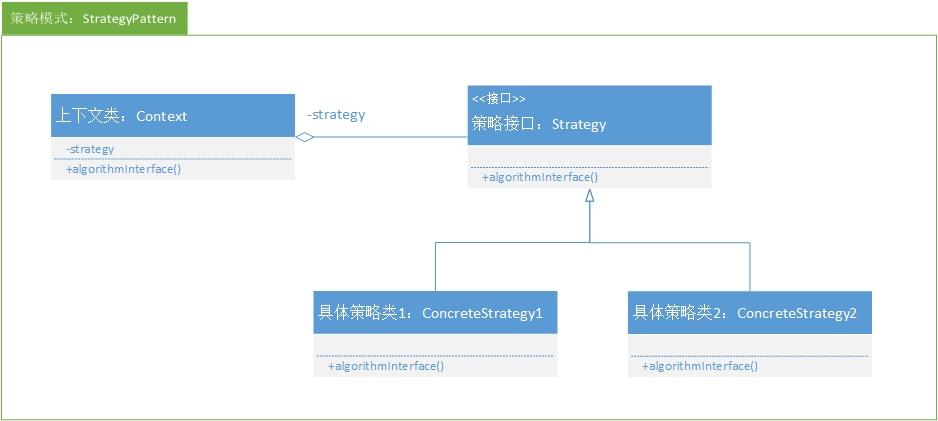 策略模式：StrategyPattern
上下文类：Context
-strategy
+algorithmInterface()
-strategy
<<接口>>
策略接口：Strategy
+algorithmInterface()
具体策略类1：ConcreteStrategy1
+algorithmInterface()
具体策略类2：ConcreteStrategy2
+algorithmInterface()